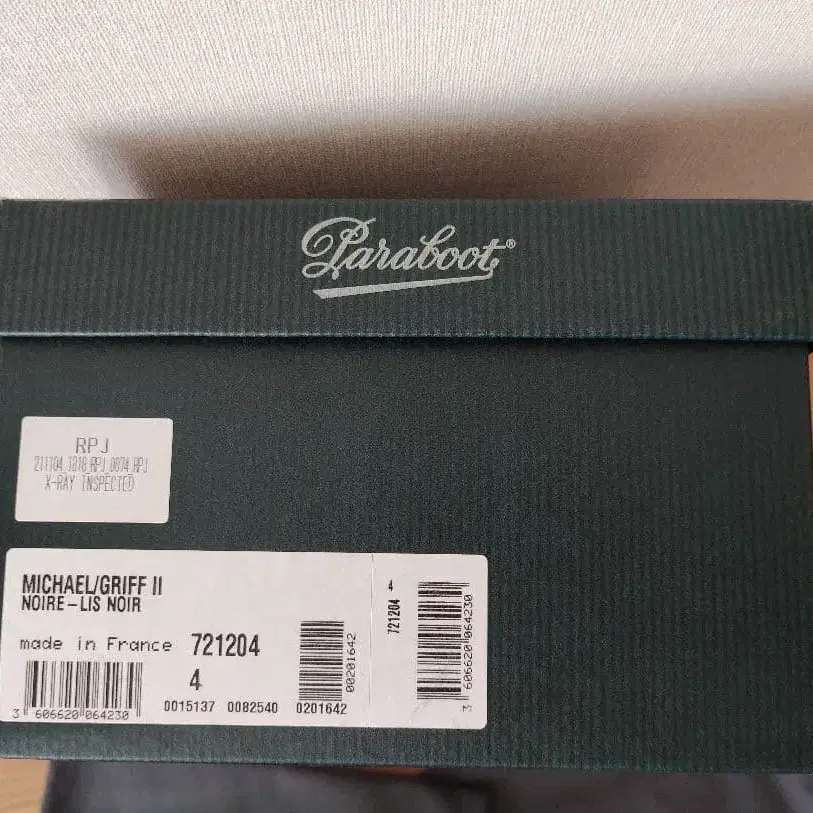 Paraboot®
RPJ
211104 1818 RPJ 0074 RPJ
X-RAY INSPECTED
MICHAEL/GRIFF II
NOIRE-LIS NOIR
made in France 721204
4
3 606620 064230
0015137 0082540 0201642
00201642
4
721204
3 606620 064230